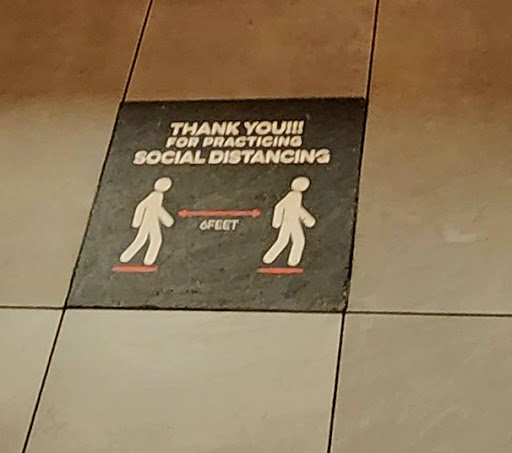 THANK YOU!!!
FOR PRACTICING
SOCIAL DISTANCING
6FEET